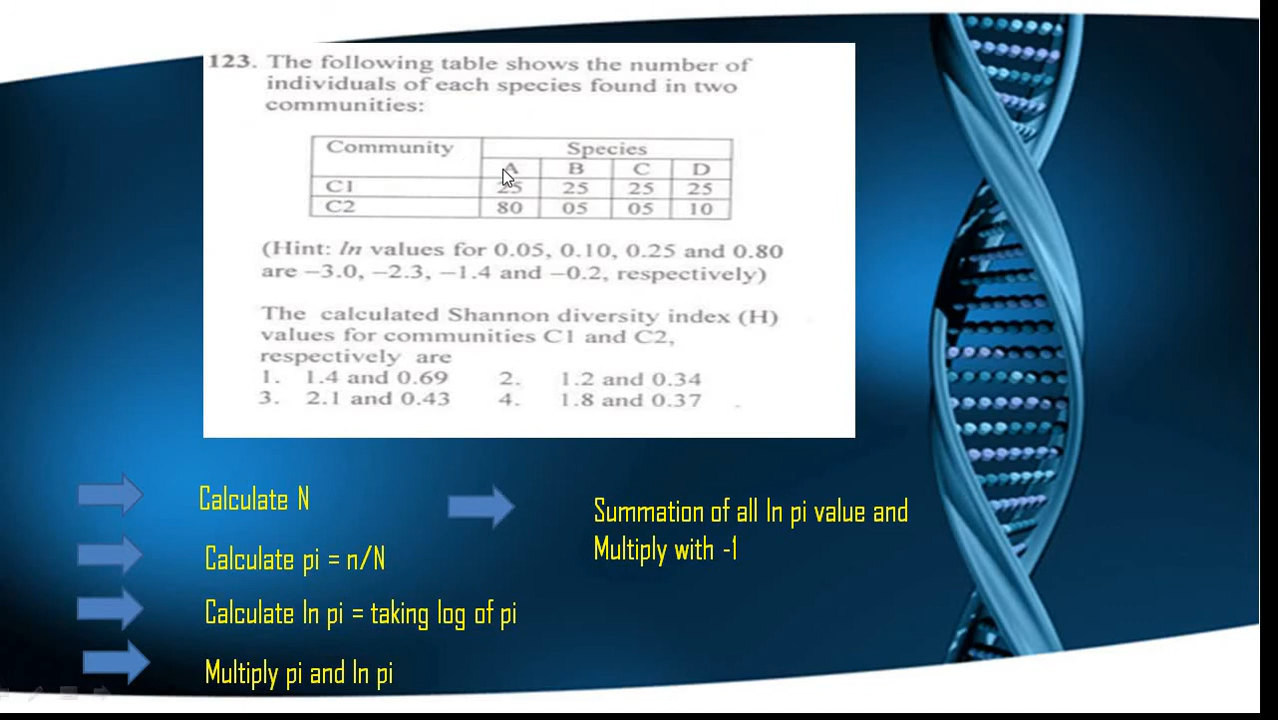 123. The following table shows the number of
individuals of each species found in two
communities:
Community Species
A B C D
C1 25 25 25 25
C2 80 05 05 10
(Hint: ln values for 0.05, 0.10, 0.25 and 0.80
are −3.0, −2.3, −1.4 and −0.2, respectively)
The calculated Shannon diversity index (H)
values for communities C1 and C2,
respectively are
1. 1.4 and 0.69 2. 1.2 and 0.34
3. 2.1 and 0.43 4. 1.8 and 0.37
Calculate N
Calculate pi = n/N
Calculate ln pi = taking log of pi
Multiply pi and ln pi
Summation of all ln pi value and
Multiply with -1